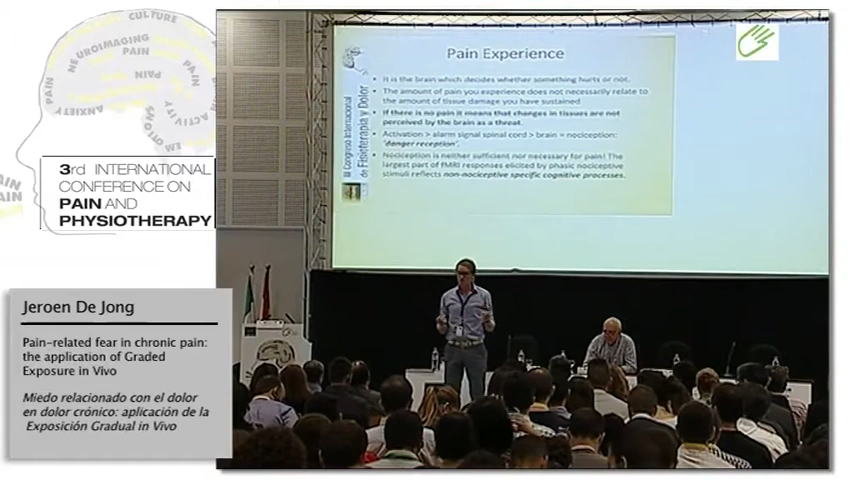 CULTURE
NEUROIMAGING
PAIN
PAIN
PAIN
PAIN
ANXIETY
ACTIVITY
3rd INTERNATIONAL
CONFERENCE ON
PAIN AND
PHYSIOTHERAPY
Jeroen De Jong
Pain-related fear in chronic pain:
the application of Graded
Exposure in Vivo
Miedo relacionado con el dolor
en dolor crónico: aplicación de la
Exposición Gradual in Vivo
III Congreso Internacional
de Fisioterapia y Dolor
Pain Experience
• It is the brain which decides whether something hurts or not.
• The amount of pain you experience does not necessarily relate to
the amount of tissue damage you have sustained
• If there is no pain it means that changes in tissues are not
perceived by the brain as a threat.
• Activation > alarm signal spinal cord > brain = nociception:
'danger reception'.
• Nociception is neither sufficient nor necessary for pain! The
largest part of fMRI responses elicited by phasic nociceptive
stimuli reflects non-nociceptive specific cognitive processes.